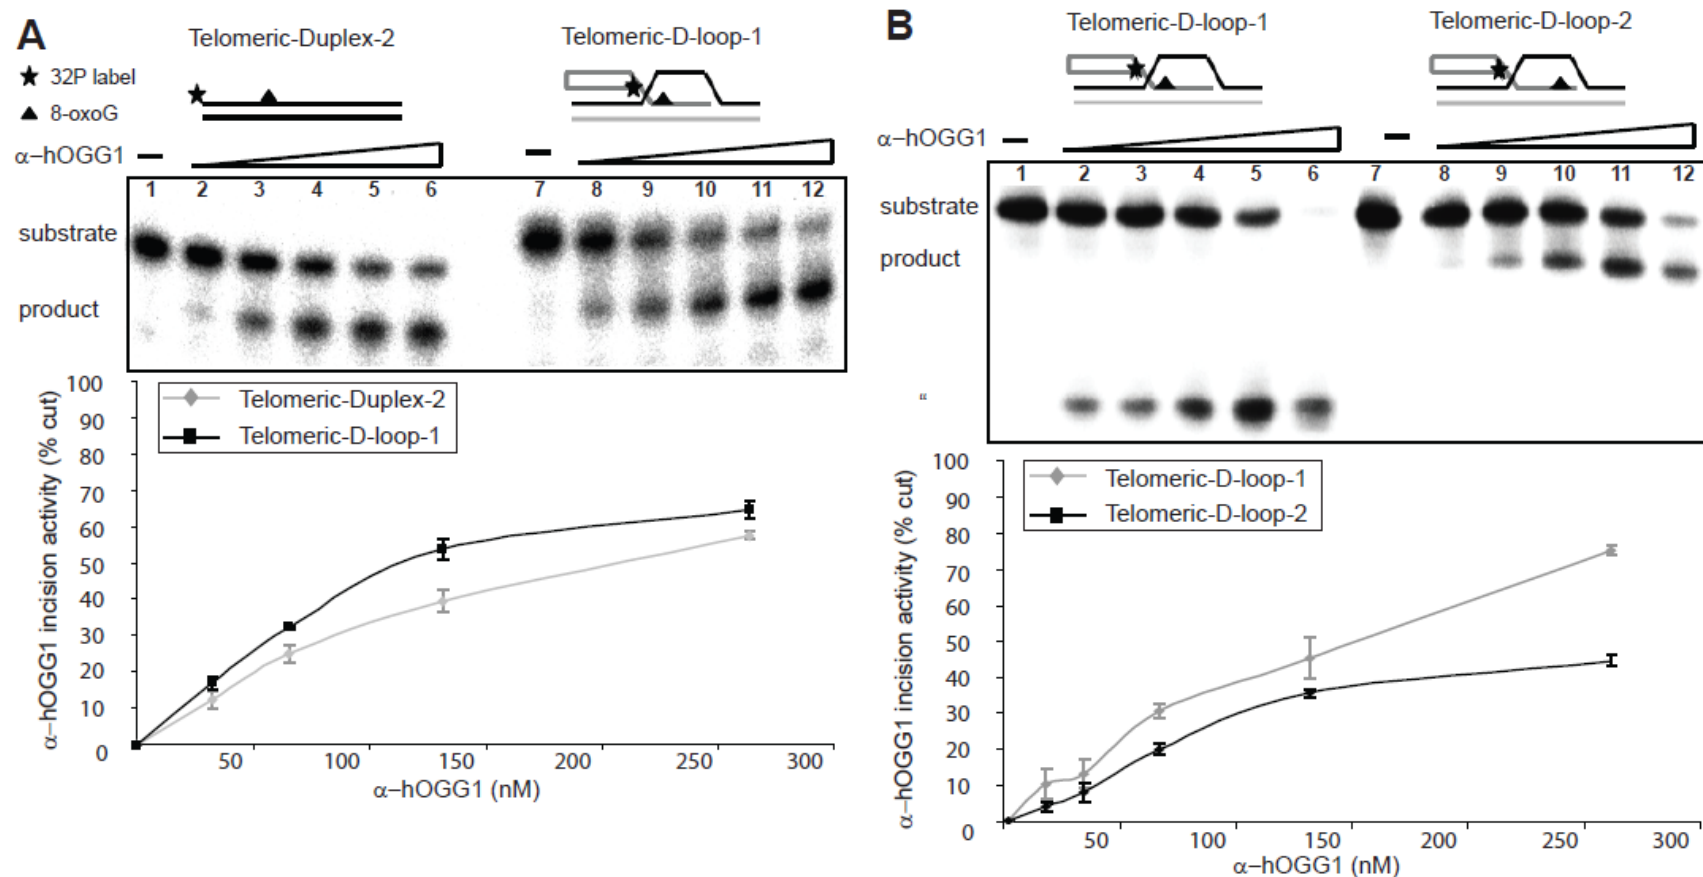 A
Telomeric-Duplex-2
Telomeric-D-loop-1
32P label
8-oxoG
α−hOGG1
1 2 3 4 5 6 7 8 9 10 11 12
substrate
product
100
90
80
70
60
50
40
30
20
10
0
α−hOGG1 incision activity (% cut)
Telomeric-Duplex-2
Telomeric-D-loop-1
50 100 150 200 250 300
α−hOGG1 (nM)
B
Telomeric-D-loop-1
Telomeric-D-loop-2
α−hOGG1
1 2 3 4 5 6 7 8 9 10 11 12
substrate
product
“
100
90
80
70
60
50
40
30
20
10
0
α−hOGG1 incision activity (% cut)
Telomeric-D-loop-1
Telomeric-D-loop-2
50 100 150 200 250 300
α−hOGG1 (nM)